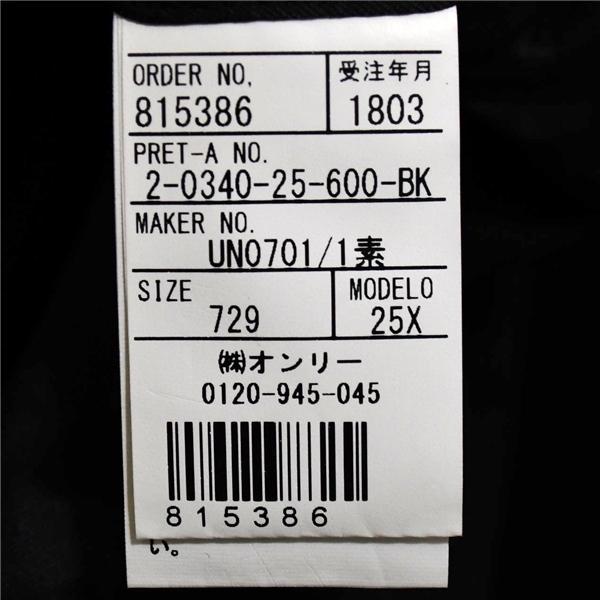 ORDER NO. 受注年月
815386 1803
PRET-A NO.
2-0340-25-600-BK
MAKER NO.
UN0701/1素
SIZE MODELO
729 25X
㈱オンリー
0120-945-045
815386
い。